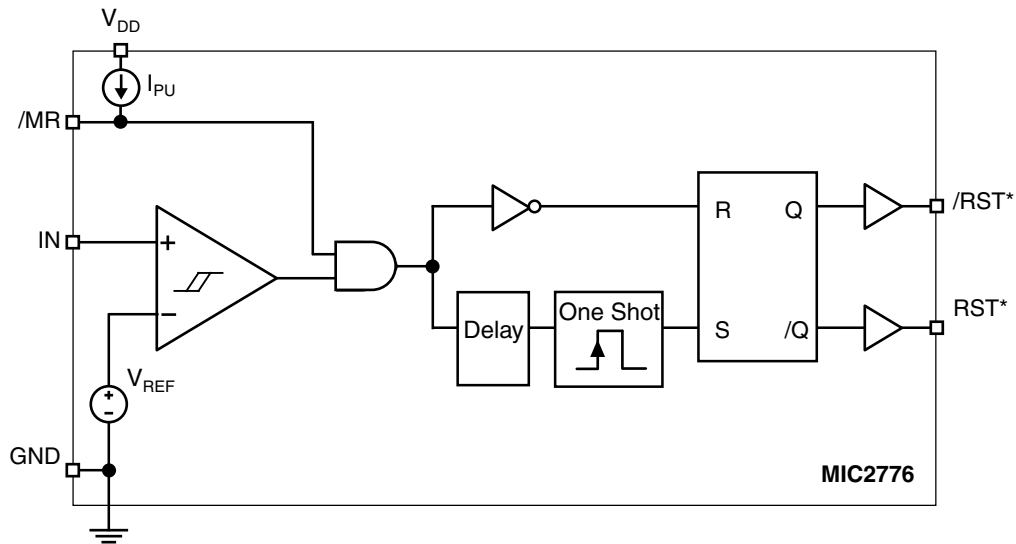 VDD
IPU
/MR
IN
+
−
VREF
+
−
GND
Delay
One Shot
R
Q
S
/Q
/RST*
RST*
MIC2776